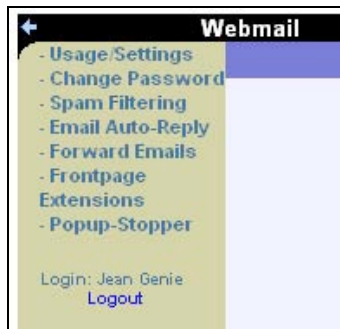 Webmail
- Usage/Settings
- Change Password
- Spam Filtering
- Email Auto-Reply
- Forward Emails
- Frontpage
Extensions
- Popup-Stopper
Login: Jean Genie
Logout